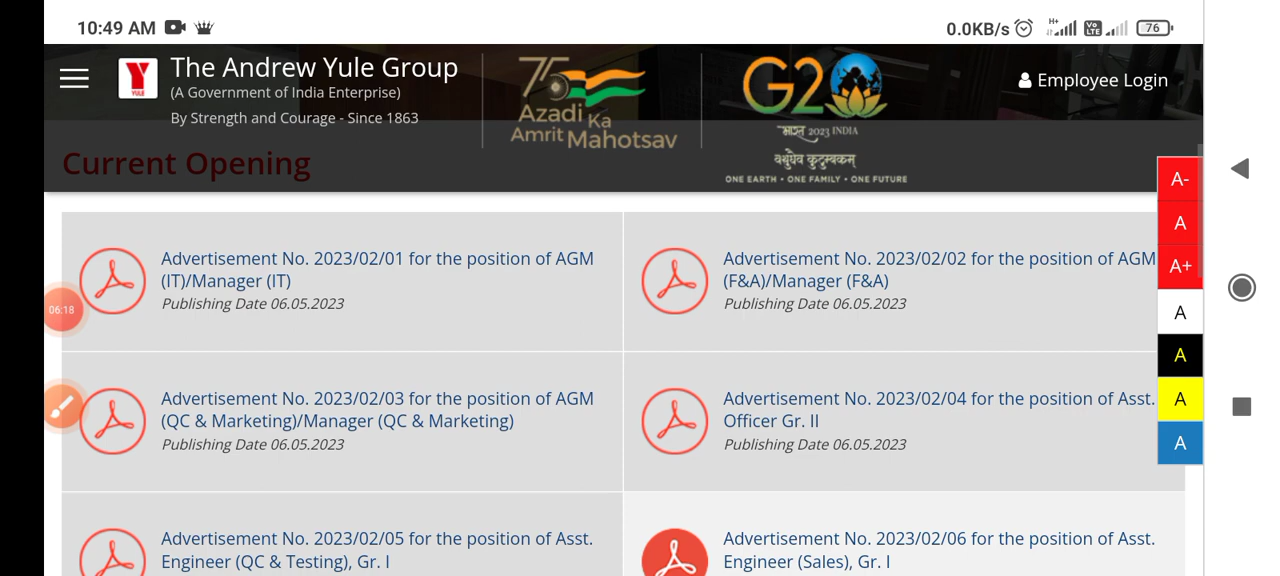 10:49 AM
0.0KB/s H+ Vo LTE 76
The Andrew Yule Group
(A Government of India Enterprise)
By Strength and Courage - Since 1863
YULE
75
Azadi Ka
Amrit Mahotsav
G20
भारत 2023 INDIA
वसुधैव कुटुम्बकम्
ONE EARTH • ONE FAMILY • ONE FUTURE
Employee Login
Current Opening
A-
A
A+
A
A
A
A
Advertisement No. 2023/02/01 for the position of AGM
(IT)/Manager (IT)
Publishing Date 06.05.2023
Advertisement No. 2023/02/02 for the position of AGM
(F&A)/Manager (F&A)
Publishing Date 06.05.2023
06:18
Advertisement No. 2023/02/03 for the position of AGM
(QC & Marketing)/Manager (QC & Marketing)
Publishing Date 06.05.2023
Advertisement No. 2023/02/04 for the position of Asst.
Officer Gr. II
Publishing Date 06.05.2023
Advertisement No. 2023/02/05 for the position of Asst.
Engineer (QC & Testing), Gr. I
Advertisement No. 2023/02/06 for the position of Asst.
Engineer (Sales), Gr. I